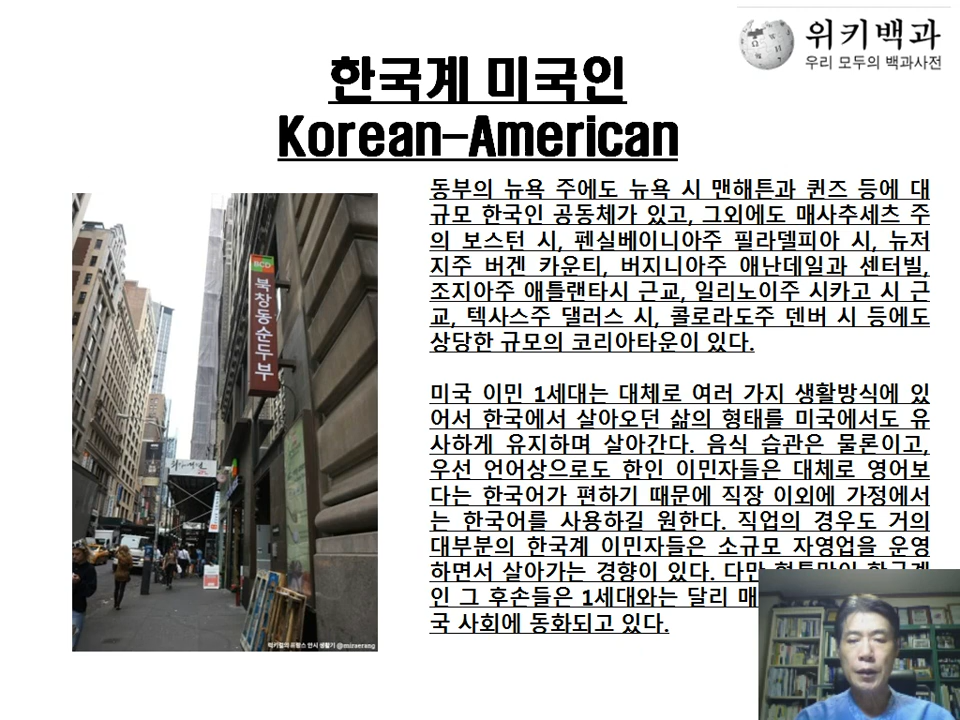 위키백과
우리 모두의 백과사전
한국계 미국인
Korean-American
동부의 뉴욕 주에도 뉴욕 시 맨해튼과 퀸즈 등에 대
규모 한국인 공동체가 있고, 그외에도 매사추세츠 주
의 보스턴 시, 펜실베이니아주 필라델피아 시, 뉴저
지주 버겐 카운티, 버지니아주 애난데일과 센터빌,
조지아주 애틀랜타시 근교, 일리노이주 시카고 시 근
교, 텍사스주 댈러스 시, 콜로라도주 덴버 시 등에도
상당한 규모의 코리아타운이 있다.
미국 이민 1세대는 대체로 여러 가지 생활방식에 있
어서 한국에서 살아오던 삶의 형태를 미국에서도 유
사하게 유지하며 살아간다. 음식 습관은 물론이고,
우선 언어상으로도 한인 이민자들은 대체로 영어보
다는 한국어가 편하기 때문에 직장 이외에 가정에서
는 한국어를 사용하길 원한다. 직업의 경우도 거의
대부분의 한국계 이민자들은 소규모 자영업을 운영
하면서 살아가는 경향이 있다. 다만
인 그 후손들은 1세대와는 달리 매
국 사회에 동화되고 있다.
BCD
북창동순두부
@miraerang